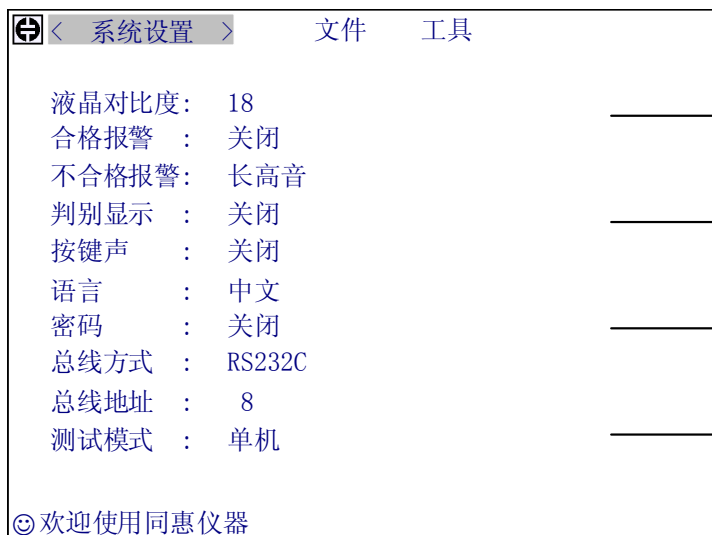 < 系统设置 > 文件 工具
液晶对比度: 18
合格报警 : 关闭
不合格报警: 长高音
判别显示 : 关闭
按键声 : 关闭
语言 : 中文
密码 : 关闭
总线方式 : RS232C
总线地址 : 8
测试模式 : 单机
☺欢迎使用同惠仪器